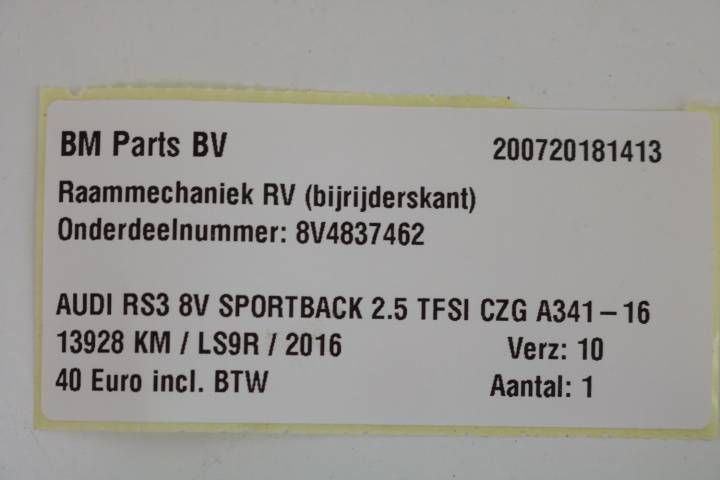 BM Parts BV 200720181413
Raammechaniek RV (bijrijderskant)
Onderdeelnummer: 8V4837462
AUDI RS3 8V SPORTBACK 2.5 TFSI CZG A341-16
13928 KM / LS9R / 2016 Verz: 10
40 Euro incl. BTW Aantal: 1